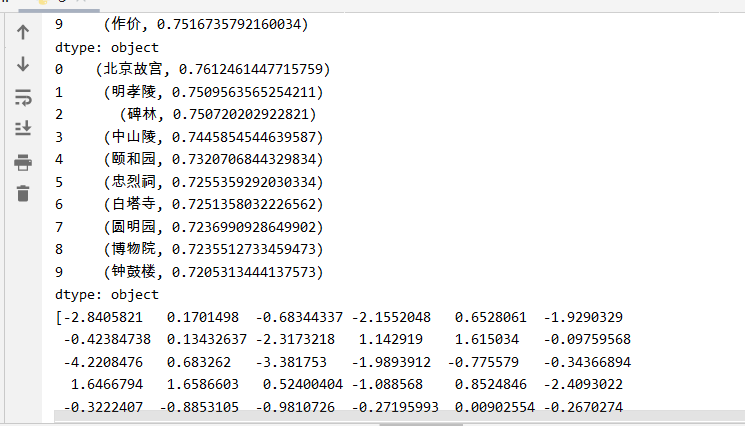 9     (作价, 0.7516735792160034)
dtype: object
0    (北京故宫, 0.7612461447715759)
1     (明孝陵, 0.7509563565254211)
2      (碑林, 0.750720202922821)
3     (中山陵, 0.7445854544639587)
4     (颐和园, 0.7320706844329834)
5     (忠烈祠, 0.7255359292030334)
6     (白塔寺, 0.7251358032226562)
7     (圆明园, 0.7236990928649902)
8     (博物院, 0.7235512733459473)
9     (钟鼓楼, 0.7205313444137573)
dtype: object
[-2.8405821   0.1701498  -0.68344337 -2.1552048   0.6528061  -1.9290329
 -0.42384738  0.13432637 -2.3173218   1.142919    1.615034   -0.09759568
 -4.2208476   0.683262   -3.381753   -1.9893912  -0.775579   -0.34366894
  1.6466794   1.6586603   0.52400404 -1.088568    0.8524846  -2.4093022
 -0.3222407  -0.8853105  -0.9810726  -0.27195993  0.00902554 -0.2670274